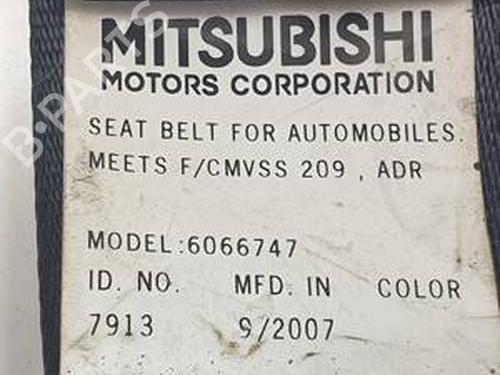 MITSUBISHI
MOTORS CORPORATION
SEAT BELT FOR AUTOMOBILES.
MEETS F/CMVSS 209 , ADR
MODEL:6066747
ID. NO. MFD. IN COLOR
7913 9/2007
B-PARTS